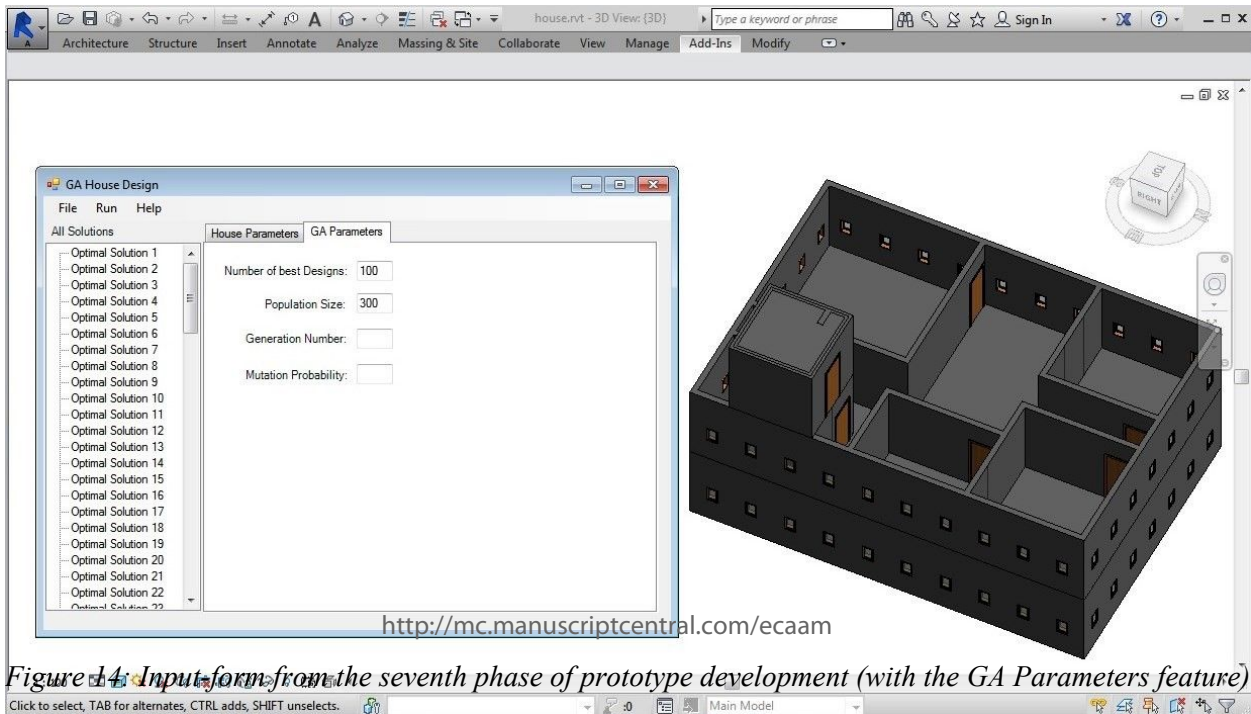 house.rvt - 3D View: {3D}
Type a keyword or phrase
Sign In
Architecture Structure Insert Annotate Analyze Massing & Site Collaborate View Manage Add-Ins Modify
GA House Design
File Run Help
All Solutions
House Parameters GA Parameters
Optimal Solution 1
Optimal Solution 2
Optimal Solution 3
Optimal Solution 4
Optimal Solution 5
Optimal Solution 6
Optimal Solution 7
Optimal Solution 8
Optimal Solution 9
Optimal Solution 10
Optimal Solution 11
Optimal Solution 12
Optimal Solution 13
Optimal Solution 14
Optimal Solution 15
Optimal Solution 16
Optimal Solution 17
Optimal Solution 18
Optimal Solution 19
Optimal Solution 20
Optimal Solution 21
Optimal Solution 22
Optimal Solution 23
Number of best Designs: 100
Population Size: 300
Generation Number:
Mutation Probability:
TOP
RIGHT
http://mc.manuscriptcentral.com/ecaam
Figure 14: Input-form from the seventh phase of prototype development (with the GA Parameters feature)
Click to select, TAB for alternates, CTRL adds, SHIFT unselects.
:0
Main Model